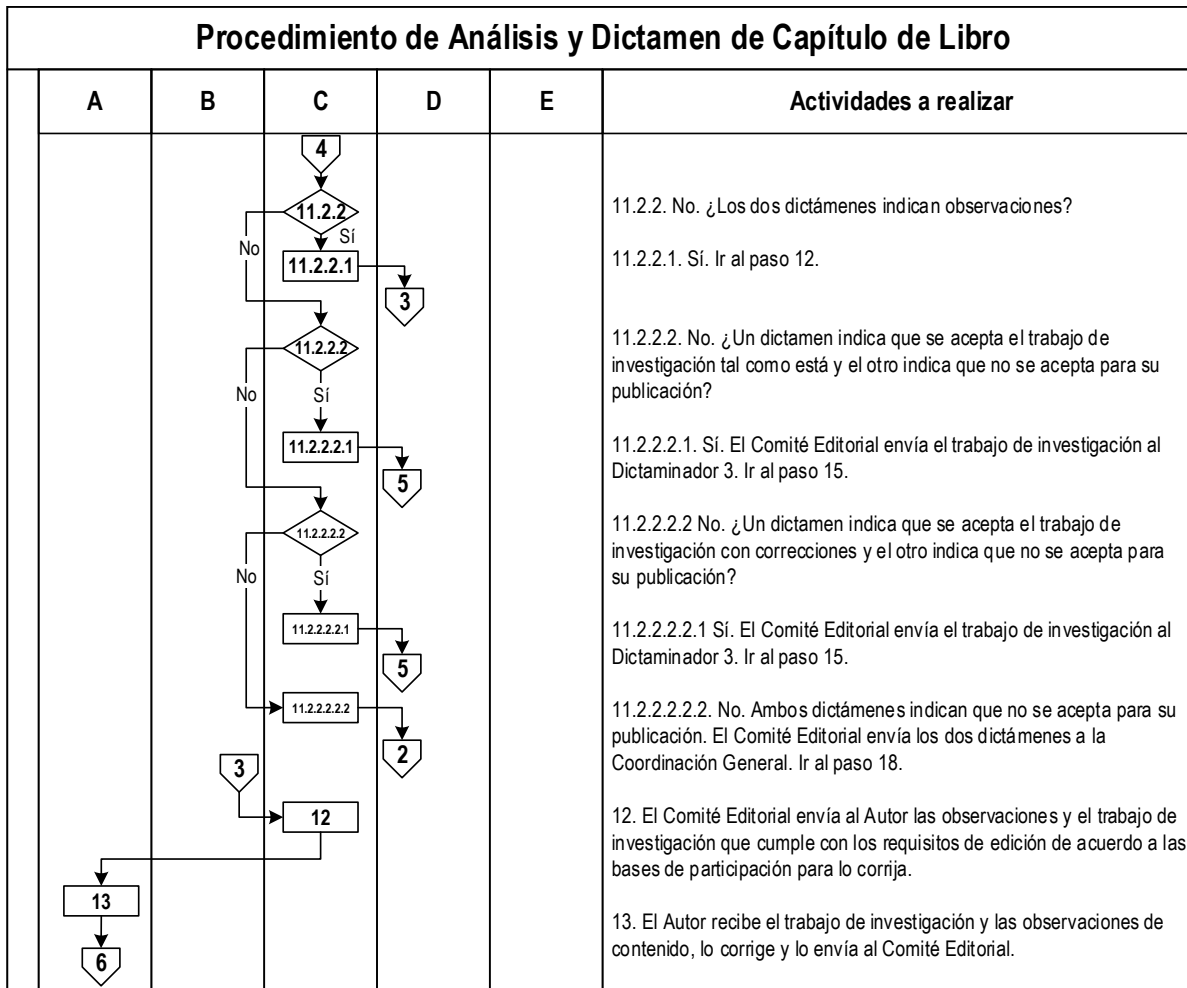 Procedimiento de Análisis y Dictamen de Capítulo de Libro
A
B
C
D
E
Actividades a realizar
4
11.2.2
Sí
No
11.2.2.1
3
11.2.2.2
No
Sí
11.2.2.2.1
5
11.2.2.2.2
No
Sí
11.2.2.2.2.1
5
11.2.2.2.2.2
2
3
12
13
6
11.2.2. No. ¿Los dos dictámenes indican observaciones?
11.2.2.1. Sí. Ir al paso 12.
11.2.2.2. No. ¿Un dictamen indica que se acepta el trabajo de
investigación tal como está y el otro indica que no se acepta para su
publicación?
11.2.2.2.1. Sí. El Comité Editorial envía el trabajo de investigación al
Dictaminador 3. Ir al paso 15.
11.2.2.2.2 No. ¿Un dictamen indica que se acepta el trabajo de
investigación con correcciones y el otro indica que no se acepta para
su publicación?
11.2.2.2.2.1 Sí. El Comité Editorial envía el trabajo de investigación al
Dictaminador 3. Ir al paso 15.
11.2.2.2.2.2. No. Ambos dictámenes indican que no se acepta para su
publicación. El Comité Editorial envía los dos dictámenes a la
Coordinación General. Ir al paso 18.
12. El Comité Editorial envía al Autor las observaciones y el trabajo de
investigación que cumple con los requisitos de edición de acuerdo a las
bases de participación para lo corrija.
13. El Autor recibe el trabajo de investigación y las observaciones de
contenido, lo corrige y lo envía al Comité Editorial.